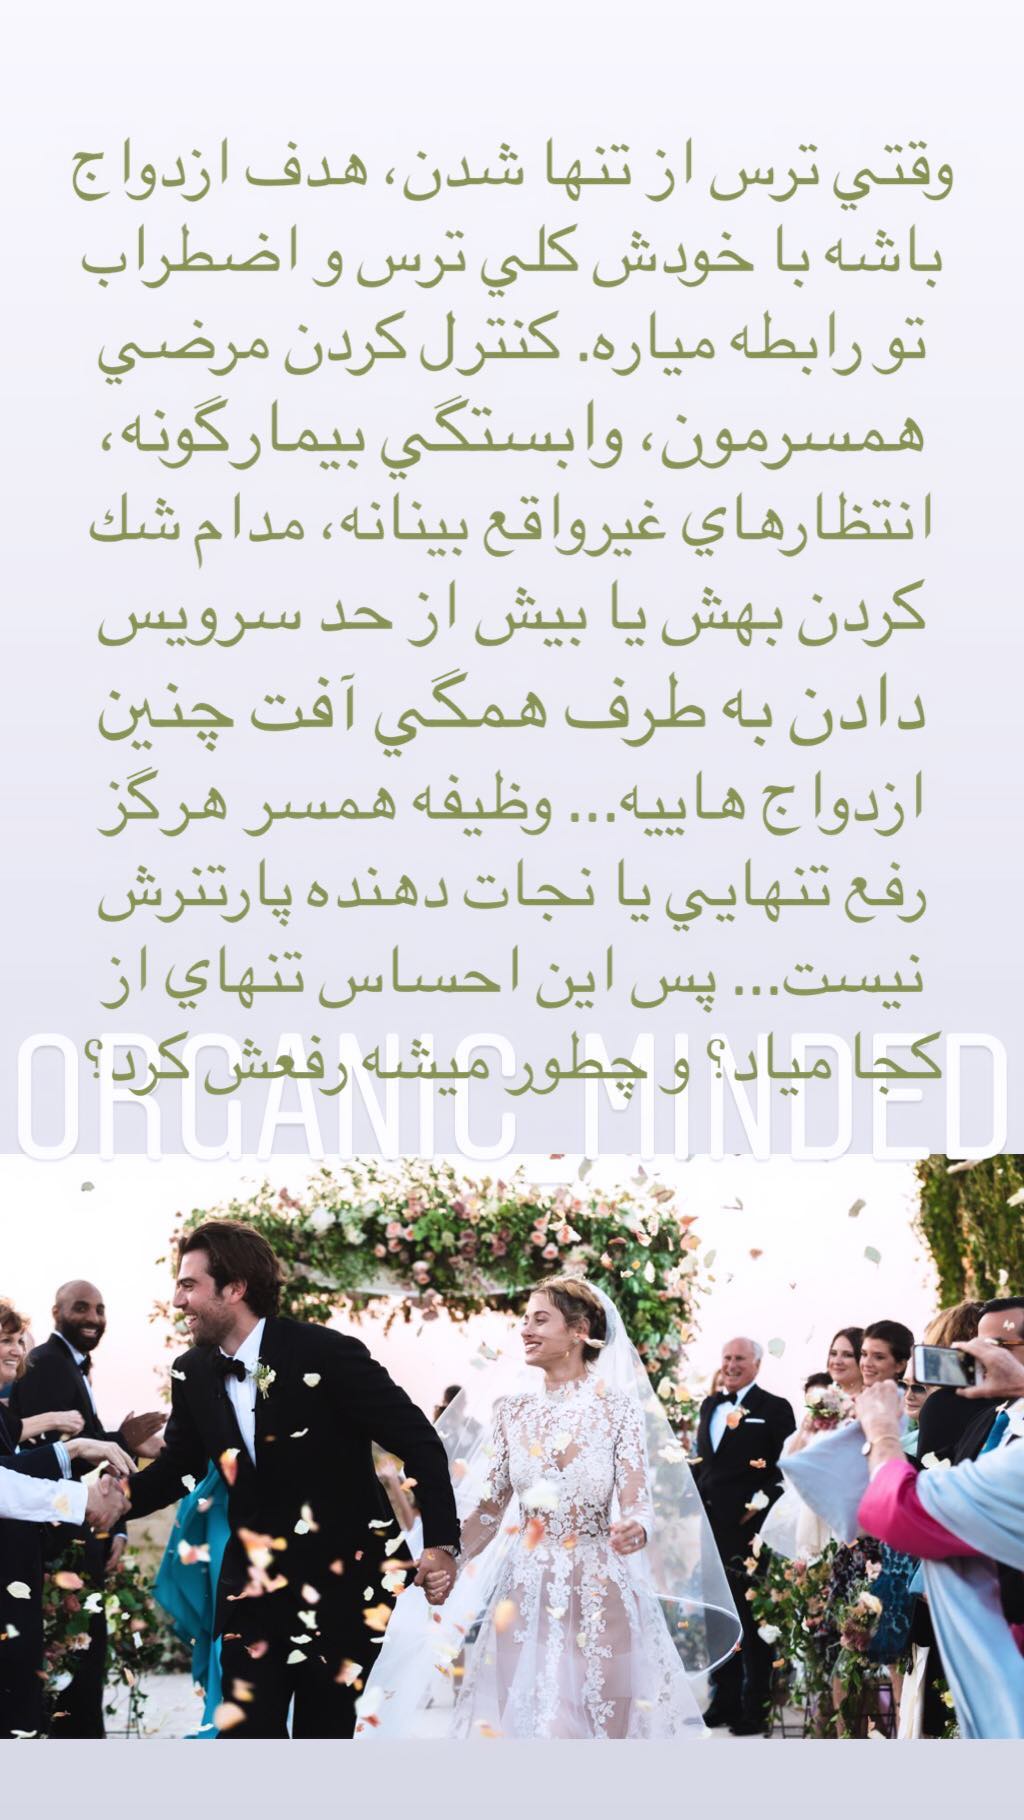 وقتي ترس از تنها شدن، هدف ازدواج
باشه با خودش كلي ترس و اضطراب
تو رابطه مياره. كنترل كردن مرضي
همسرمون، وابستگي بيمارگونه،
انتظارهاي غيرواقع بينانه، مدام شك
كردن بهش يا بيش از حد سرويس
دادن به طرف همگي آفت چنين
ازدواج هاييه... وظيفه همسر هرگز
رفع تنهايي يا نجات دهنده پارتنرش
نيست... پس اين احساس تنهاي از
كجا مياد؟ و چطور ميشه رفعش كرد؟
ORGANIC_MINDED